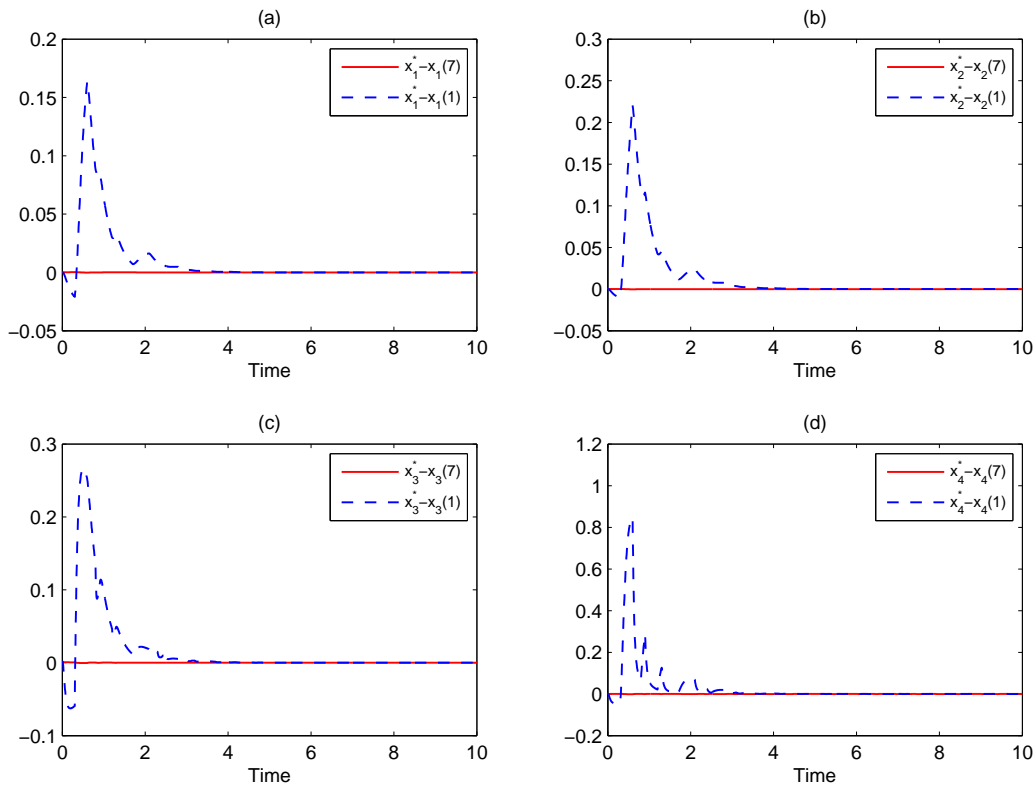 (a)
0.2
0.15
0.1
0.05
0
−0.05
0 2 4 6 8 10
Time
x₁*−x₁(7)
x₁*−x₁(1)
(b)
0.3
0.25
0.2
0.15
0.1
0.05
0
−0.05
0 2 4 6 8 10
Time
x₂*−x₂(7)
x₂*−x₂(1)
(c)
0.3
0.2
0.1
0
−0.1
0 2 4 6 8 10
Time
x₃*−x₃(7)
x₃*−x₃(1)
(d)
1.2
1
0.8
0.6
0.4
0.2
0
−0.2
0 2 4 6 8 10
Time
x₄*−x₄(7)
x₄*−x₄(1)